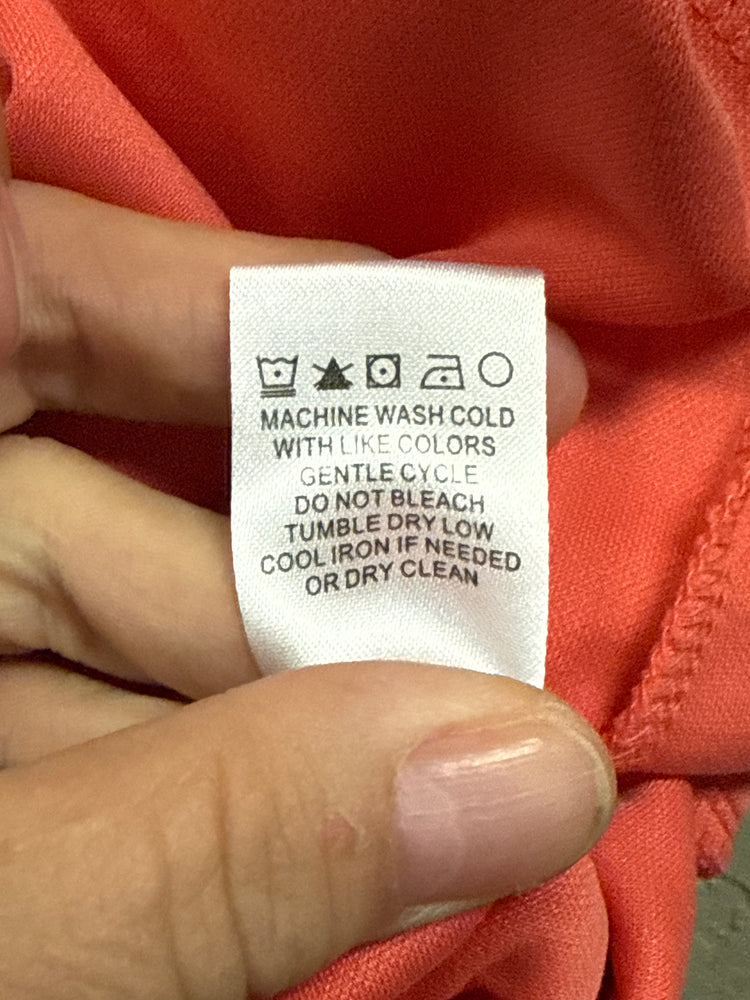 MACHINE WASH COLD
WITH LIKE COLORS
GENTLE CYCLE
DO NOT BLEACH
TUMBLE DRY LOW
COOL IRON IF NEEDED
OR DRY CLEAN